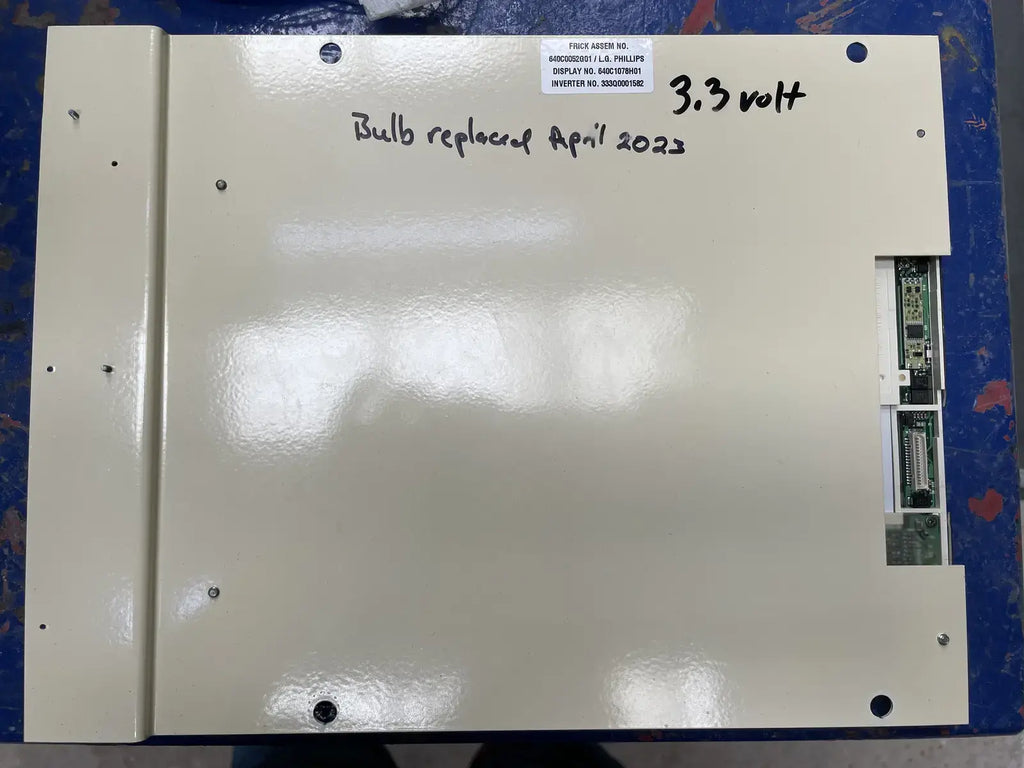 FRICK ASSEM NO.
640C0052G01 / L.G. PHILLIPS
DISPLAY NO. 640C1078H01
INVERTER NO. 333Q0001582
3.3 volt
Bulb replaced April 2023